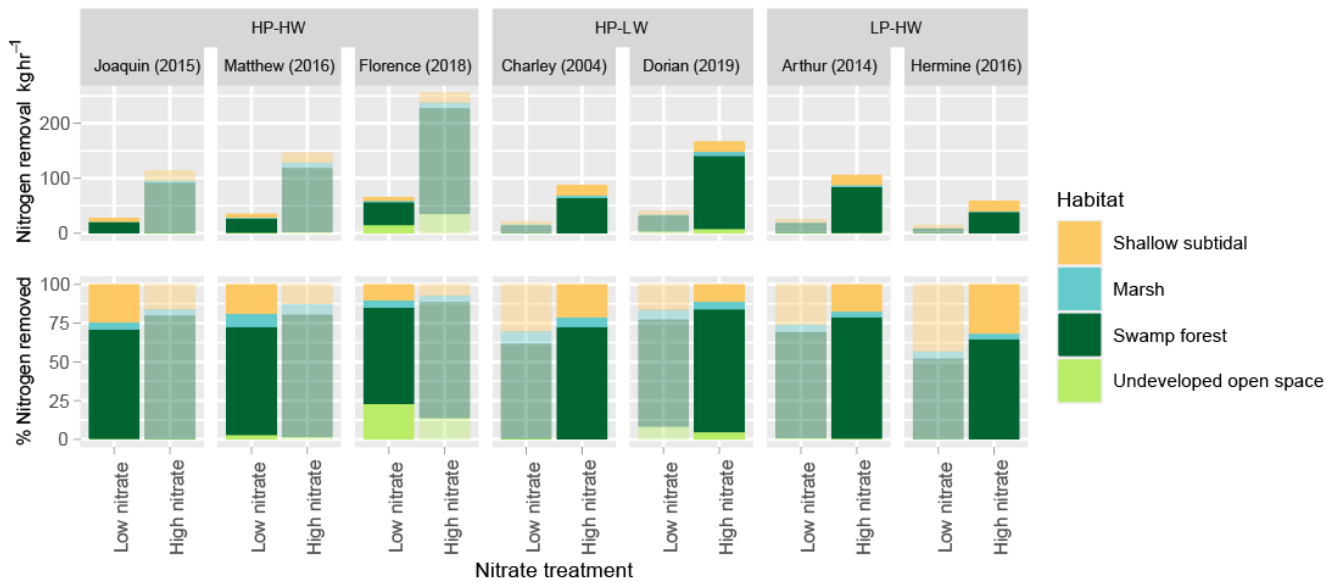 HP-HW HP-LW LP-HW
Joaquin (2015) Matthew (2016) Florence (2018) Charley (2004) Dorian (2019) Arthur (2014) Hermine (2016)
Nitrogen removal kghr⁻¹
200
100
0
% Nitrogen removed
100
75
50
25
0
Low nitrate High nitrate Low nitrate High nitrate Low nitrate High nitrate Low nitrate High nitrate Low nitrate High nitrate Low nitrate High nitrate Low nitrate High nitrate
Nitrate treatment
Habitat
Shallow subtidal
Marsh
Swamp forest
Undeveloped open space